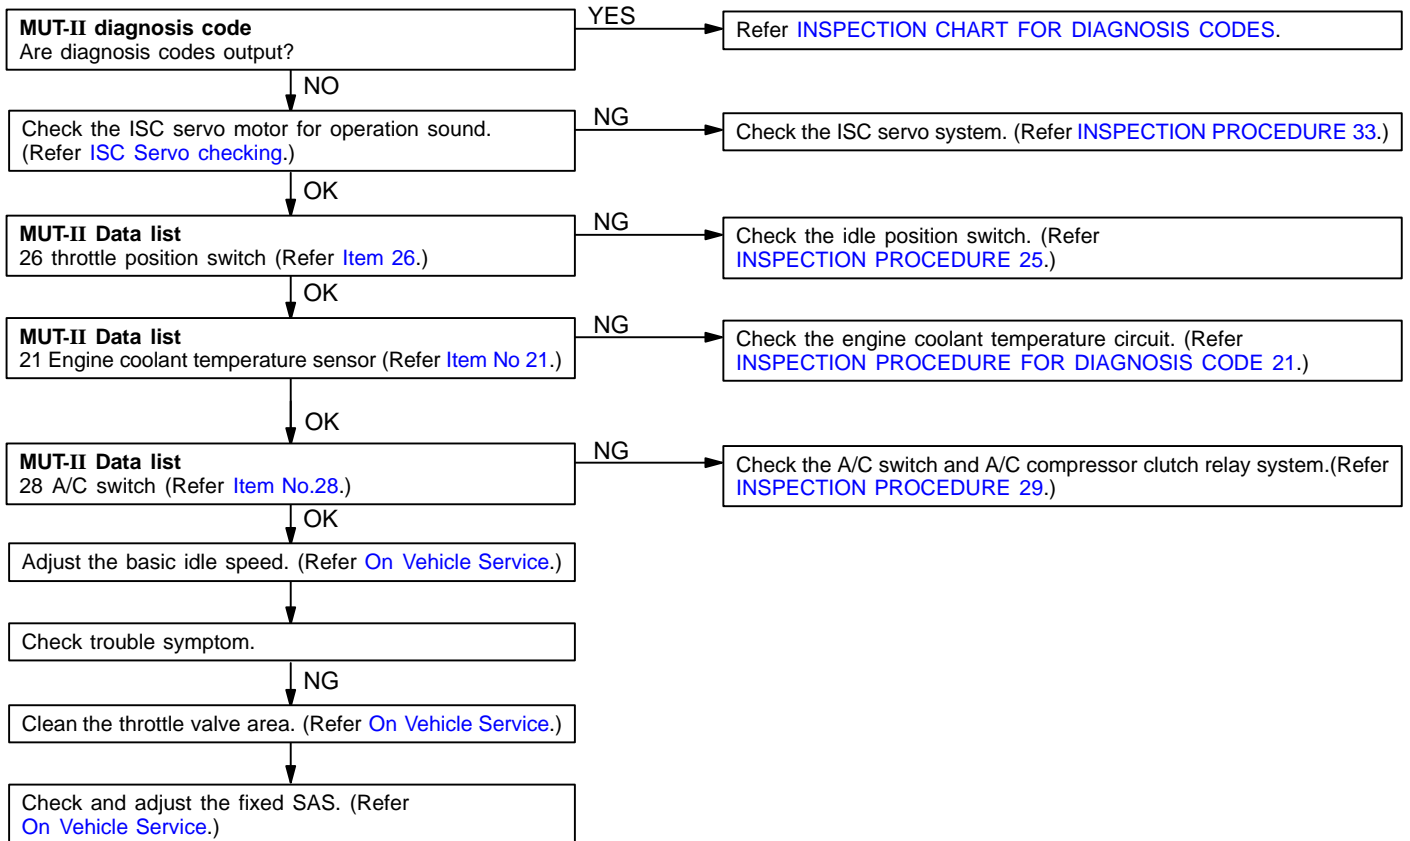 MUT-II diagnosis code
Are diagnosis codes output?
YES
Refer INSPECTION CHART FOR DIAGNOSIS CODES.
NO
Check the ISC servo motor for operation sound.
(Refer ISC Servo checking.)
NG
Check the ISC servo system. (Refer INSPECTION PROCEDURE 33.)
OK
MUT-II Data list
26 throttle position switch (Refer Item 26.)
NG
Check the idle position switch. (Refer
INSPECTION PROCEDURE 25.)
OK
MUT-II Data list
21 Engine coolant temperature sensor (Refer Item No 21.)
NG
Check the engine coolant temperature circuit. (Refer
INSPECTION PROCEDURE FOR DIAGNOSIS CODE 21.)
OK
MUT-II Data list
28 A/C switch (Refer Item No.28.)
NG
Check the A/C switch and A/C compressor clutch relay system.(Refer
INSPECTION PROCEDURE 29.)
OK
Adjust the basic idle speed. (Refer On Vehicle Service.)
Check trouble symptom.
NG
Clean the throttle valve area. (Refer On Vehicle Service.)
Check and adjust the fixed SAS. (Refer
On Vehicle Service.)